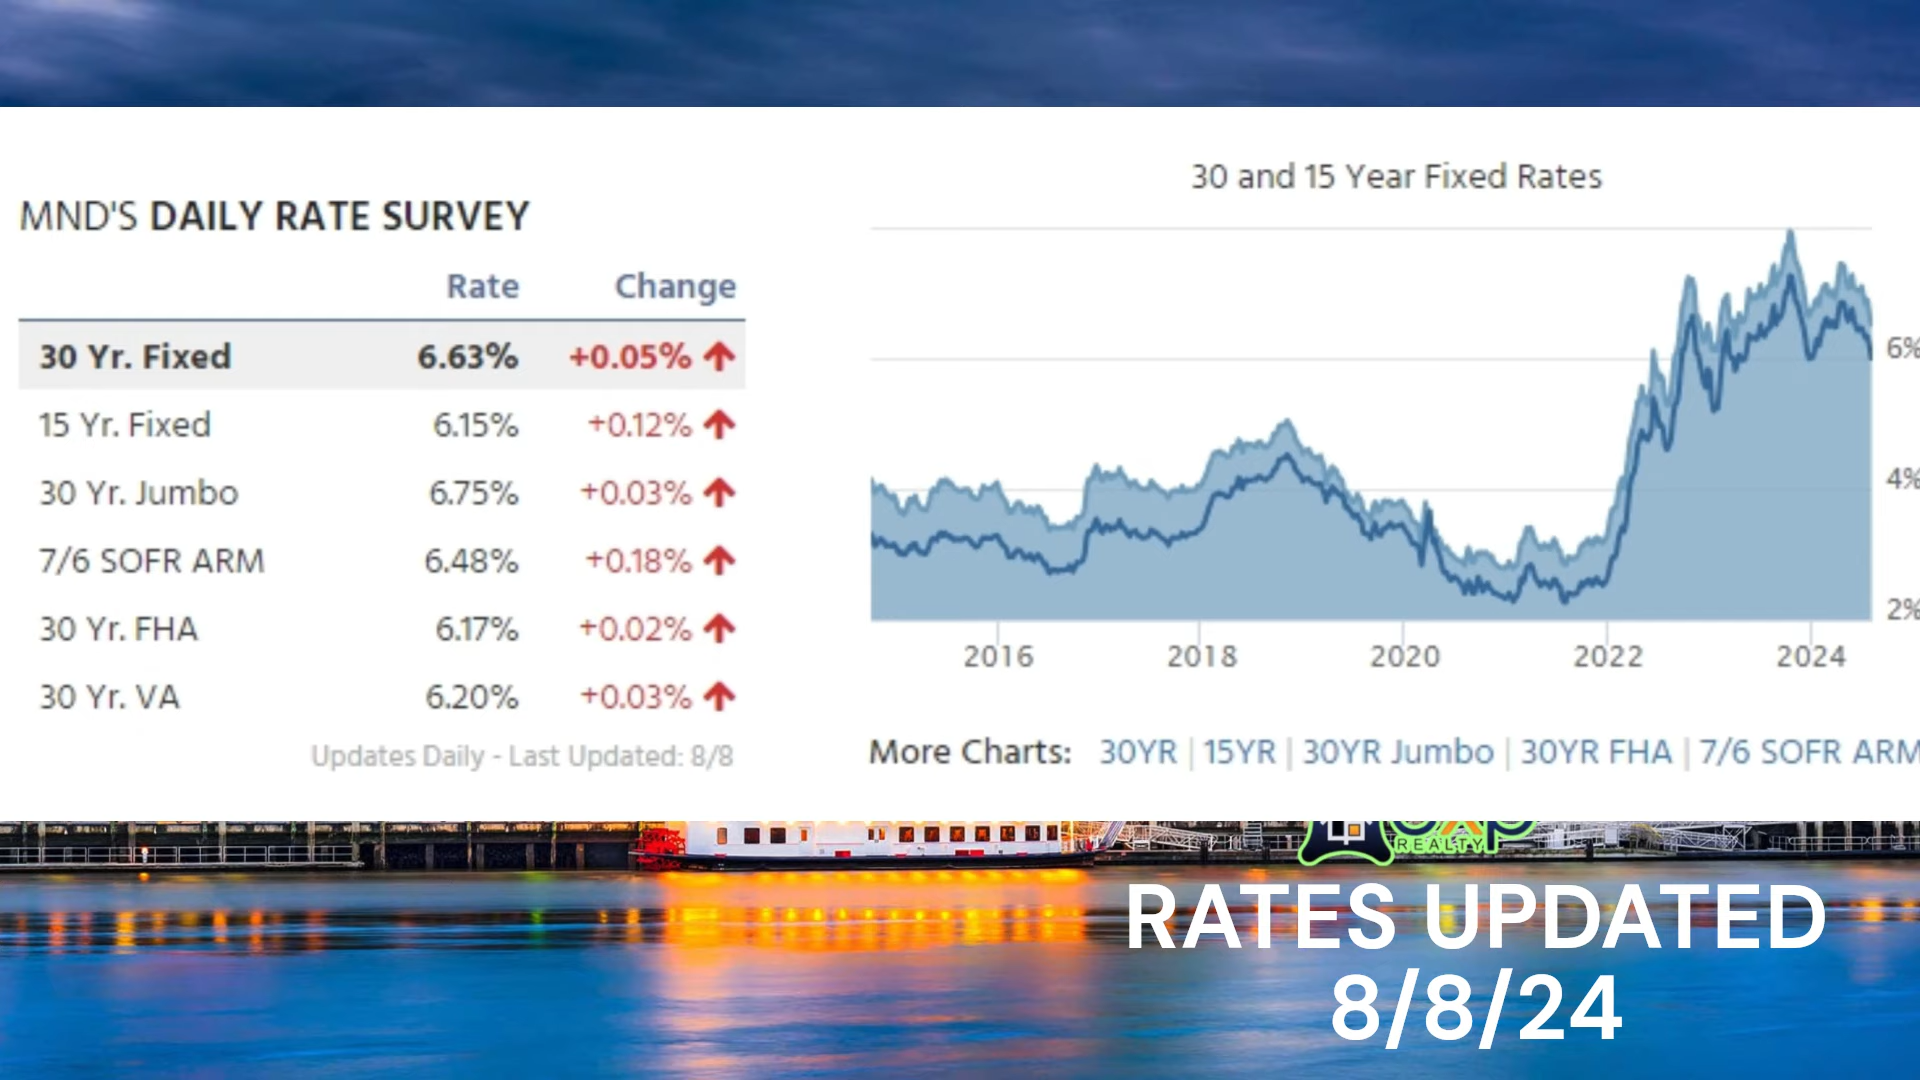 MND'S DAILY RATE SURVEY
Rate Change
30 Yr. Fixed 6.63% +0.05%
15 Yr. Fixed 6.15% +0.12%
30 Yr. Jumbo 6.75% +0.03%
7/6 SOFR ARM 6.48% +0.18%
30 Yr. FHA 6.17% +0.02%
30 Yr. VA 6.20% +0.03%
Updates Daily - Last Updated: 8/8
30 and 15 Year Fixed Rates
6%
4%
2%
2016 2018 2020 2022 2024
More Charts: 30YR | 15YR | 30YR Jumbo | 30YR FHA | 7/6 SOFR ARM
exp
REALTY
RATES UPDATED
8/8/24